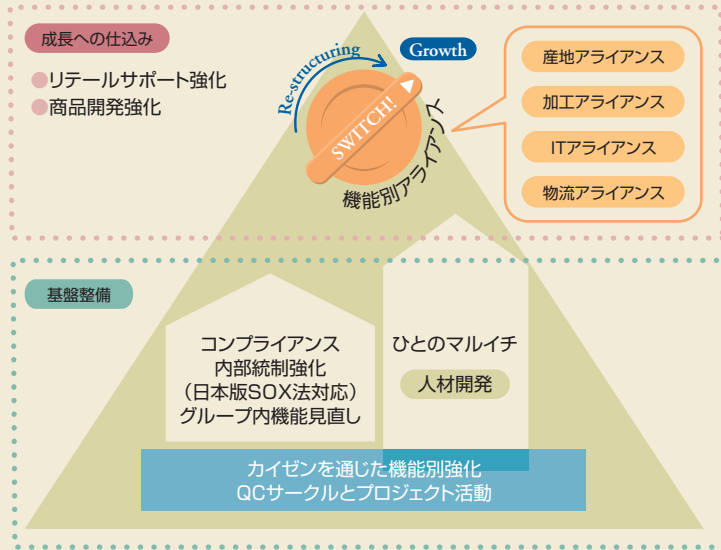 成長への仕込み
●リテールサポート強化
●商品開発強化
Re-structuring
Growth
SWITCH!
機能別アライアンス
産地アライアンス
加工アライアンス
ITアライアンス
物流アライアンス
基盤整備
コンプライアンス
内部統制強化
（日本版SOX法対応）
グループ内機能見直し
ひとのマルイチ
人材開発
カイゼンを通じた機能別強化
QCサークルとプロジェクト活動